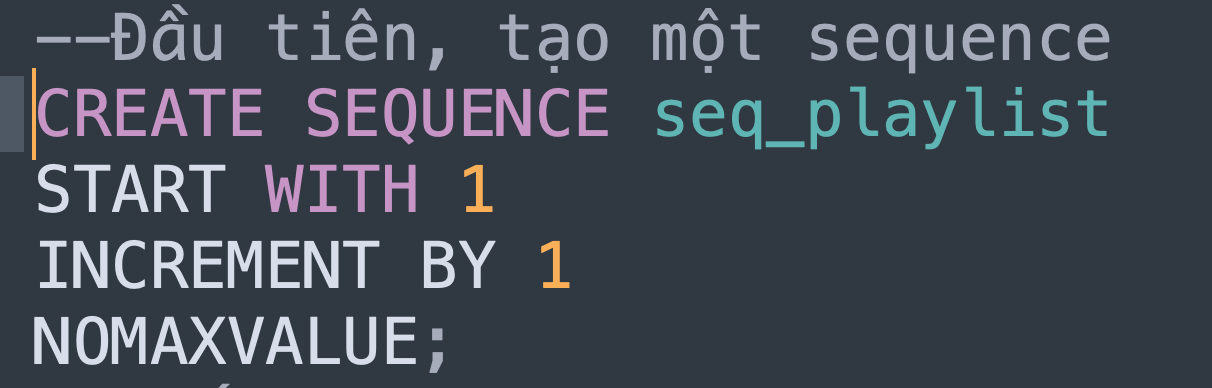 --Đầu tiên, tạo một sequence
CREATE SEQUENCE seq_playlist
START WITH 1
INCREMENT BY 1
NOMAXVALUE;